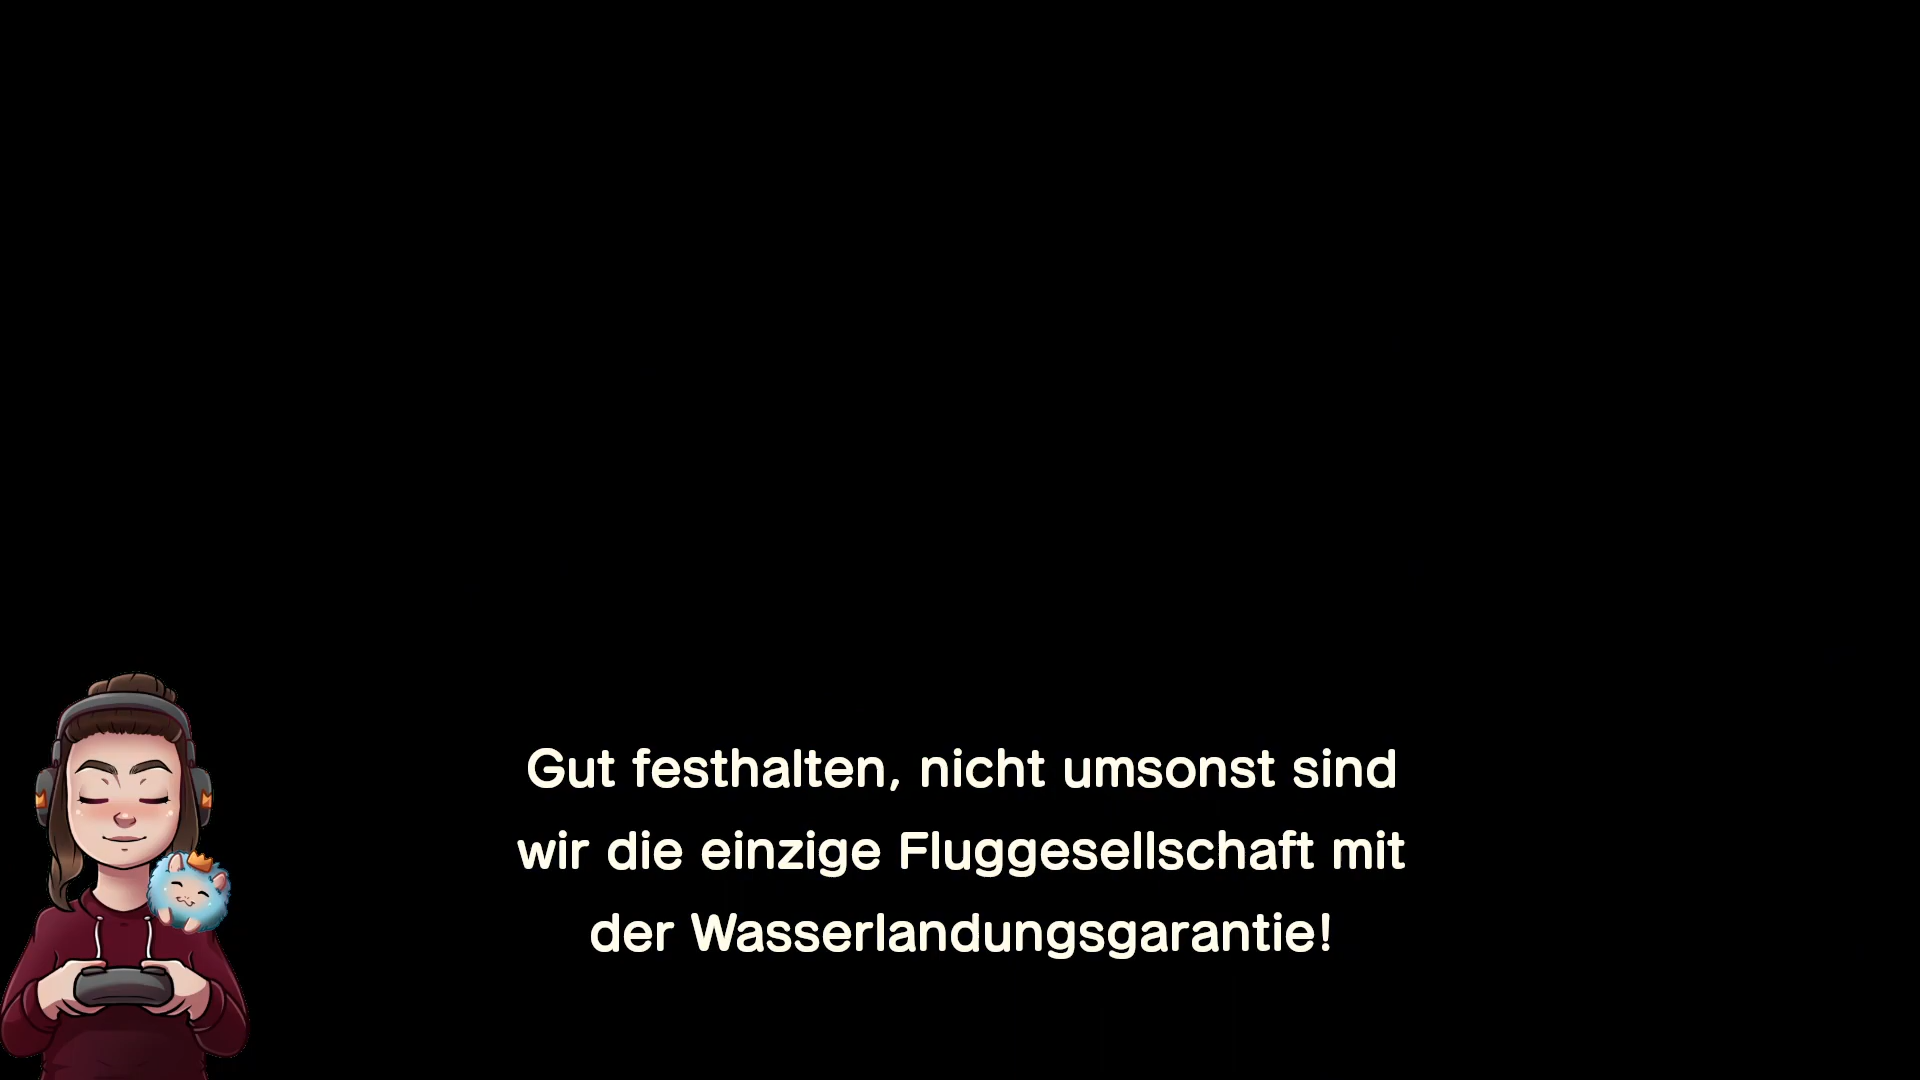 Gut festhalten, nicht umsonst sind
wir die einzige Fluggesellschaft mit
der Wasserlandungsgarantie!